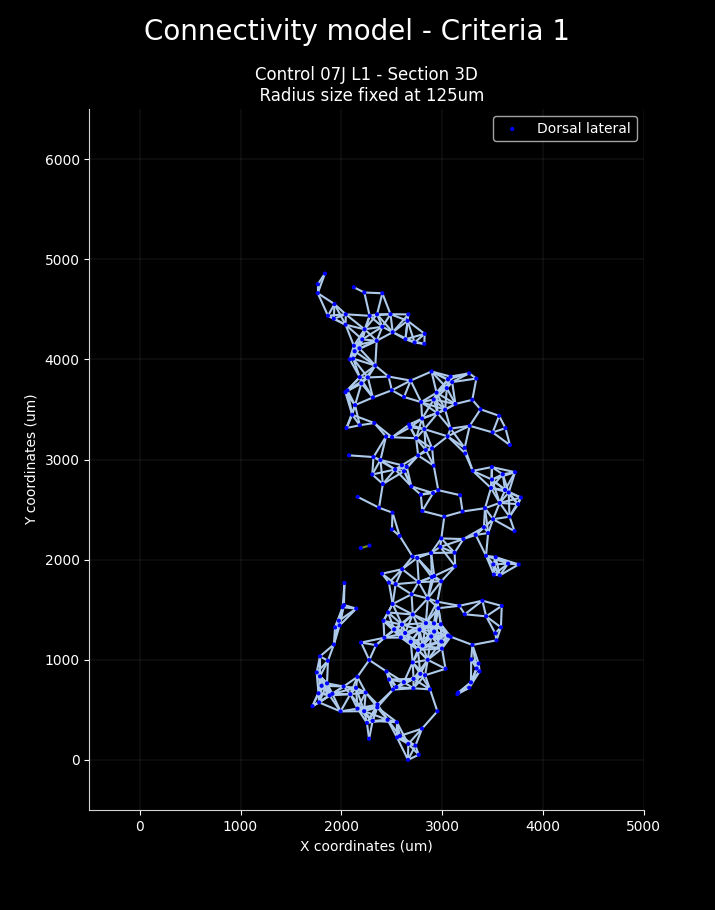 Connectivity model - Criteria 1
Control 07J L1 - Section 3D
Radius size fixed at 125um
Dorsal lateral
6000
5000
4000
3000
2000
1000
0
Y coordinates (um)
0 1000 2000 3000 4000 5000
X coordinates (um)